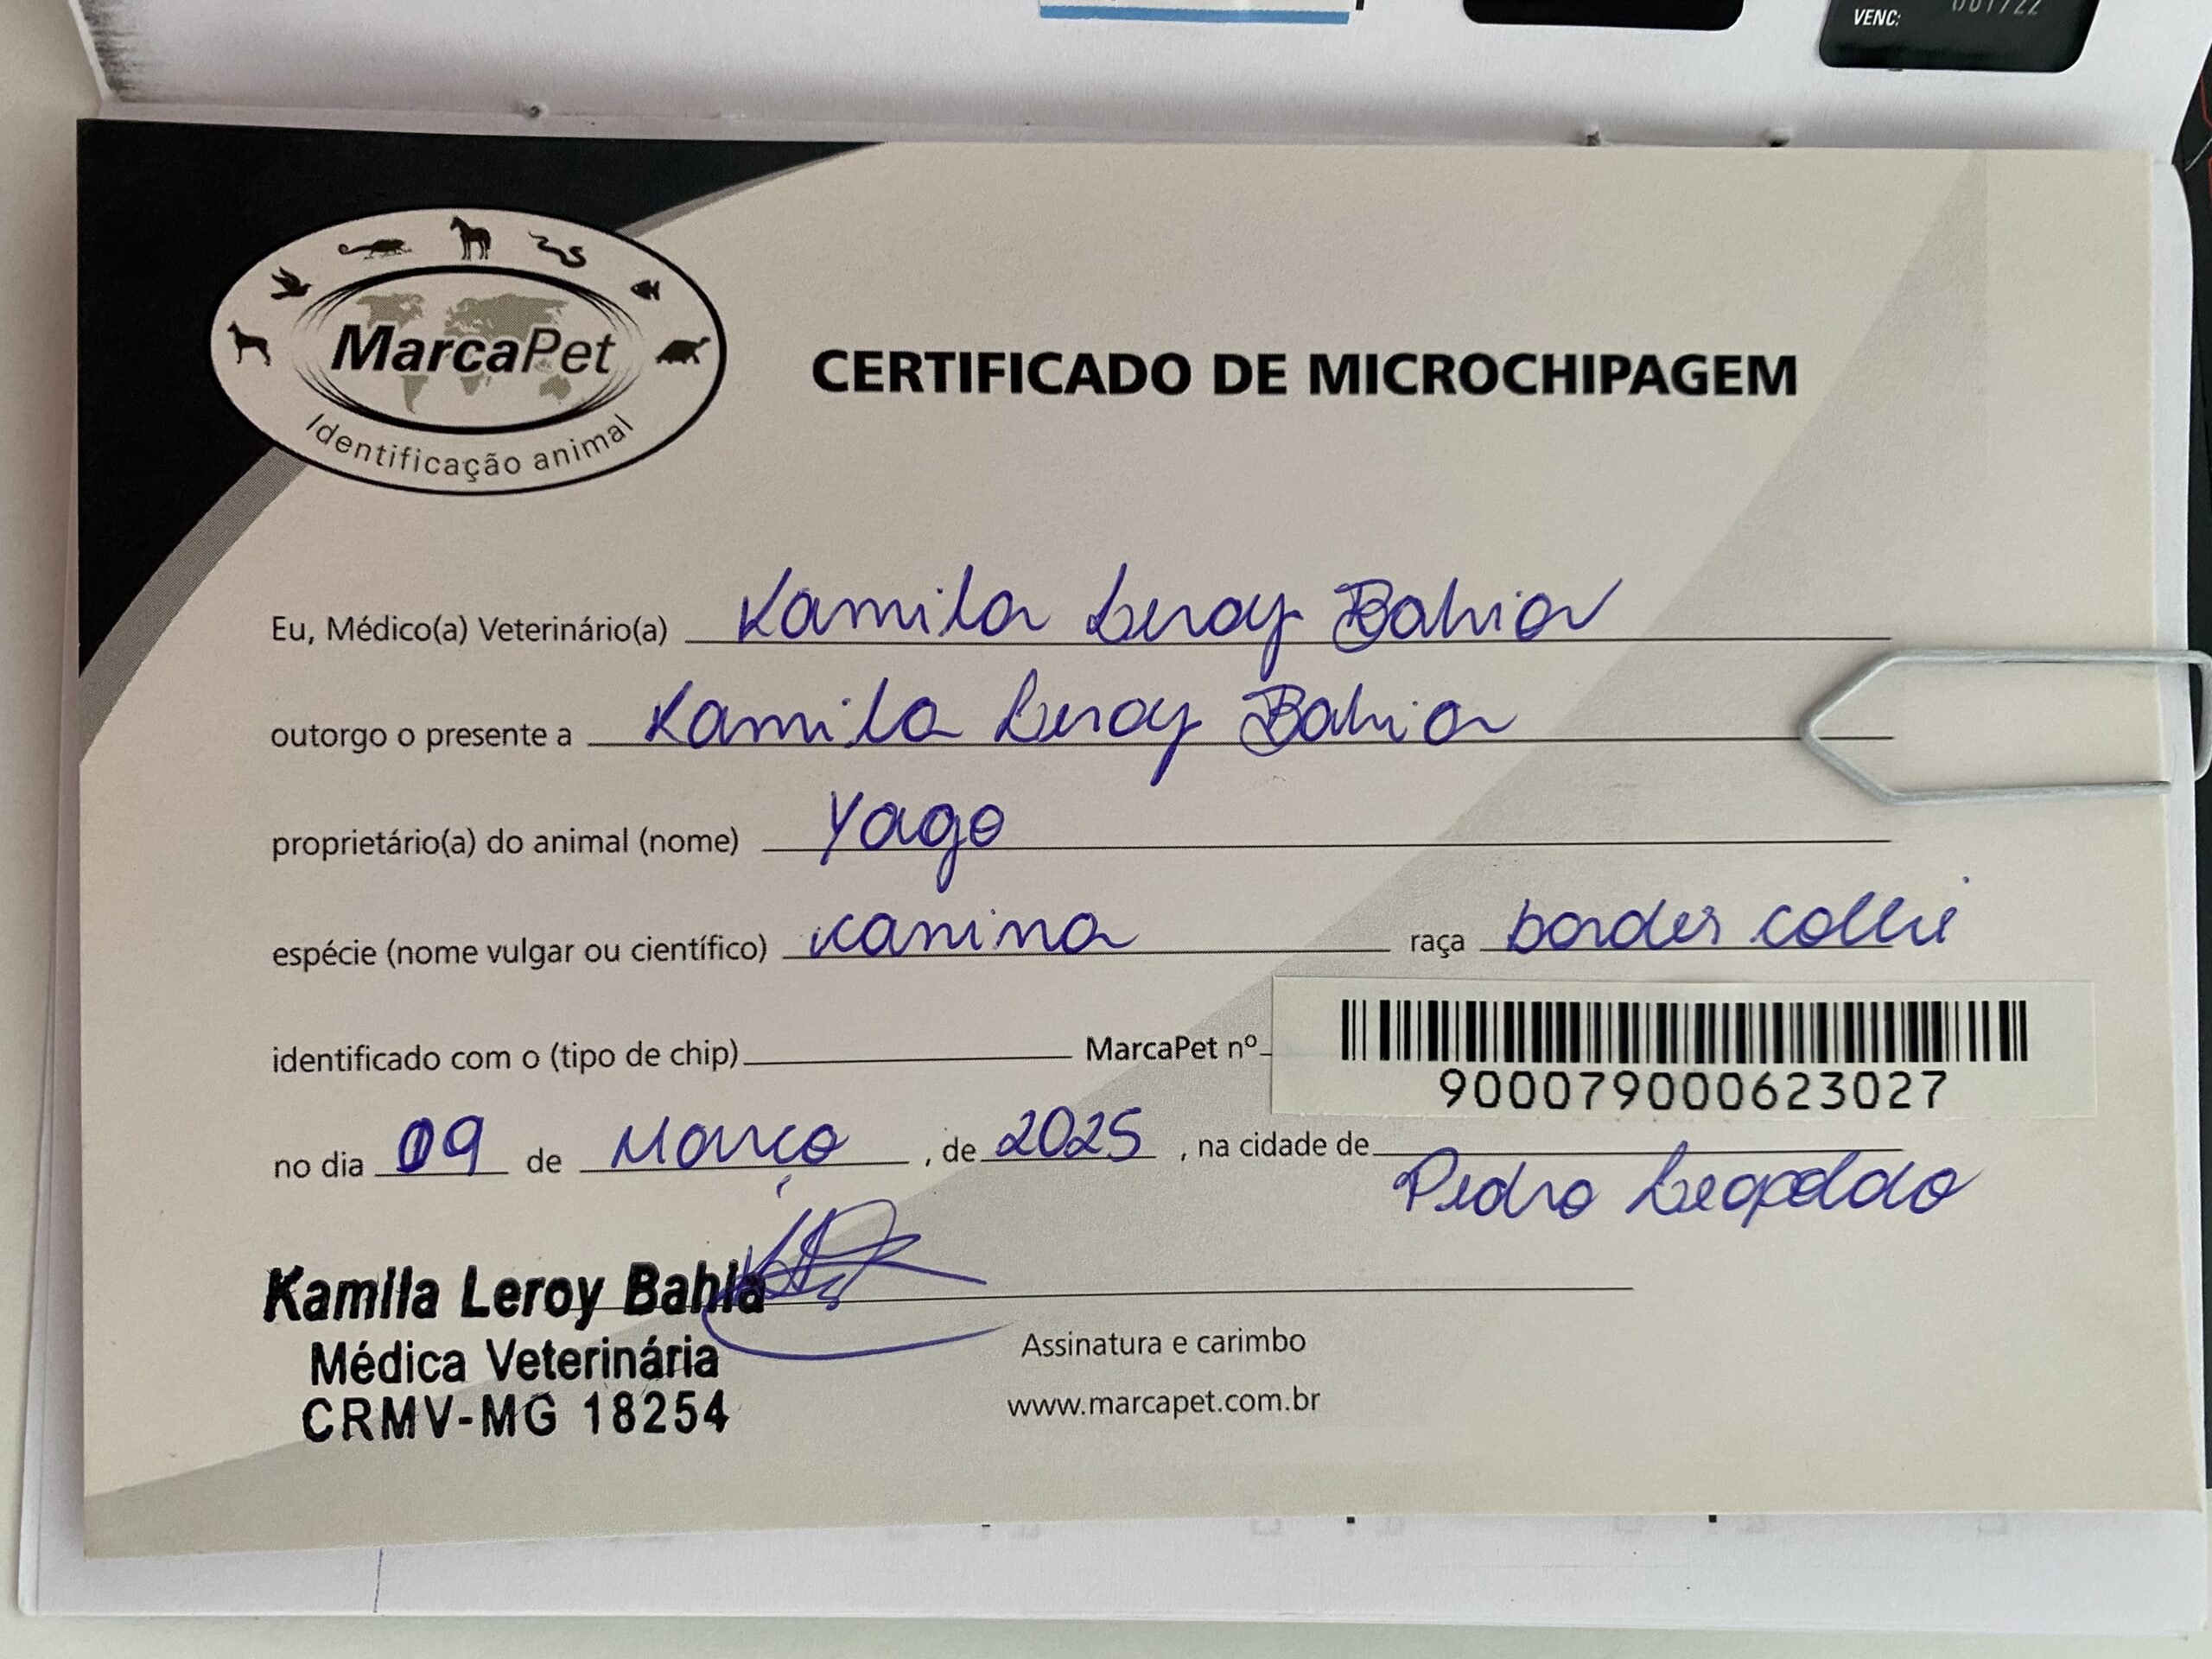 VENC:
MarcaPet
Identificação animal
CERTIFICADO DE MICROCHIPAGEM
Eu, Médico(a) Veterinário(a) Kamila Leroy Bahia
outorgo o presente a Kamila Leroy Bahia
proprietário(a) do animal (nome) Yago
espécie (nome vulgar ou científico) canina raça border collie
identificado com o (tipo de chip) MarcaPet nº
900079000623027
no dia 09 de Março, de 2025, na cidade de
Pedro Leopoldo
Kamila Leroy Bahia
Médica Veterinária
CRMV-MG 18254
Assinatura e carimbo
www.marcapet.com.br